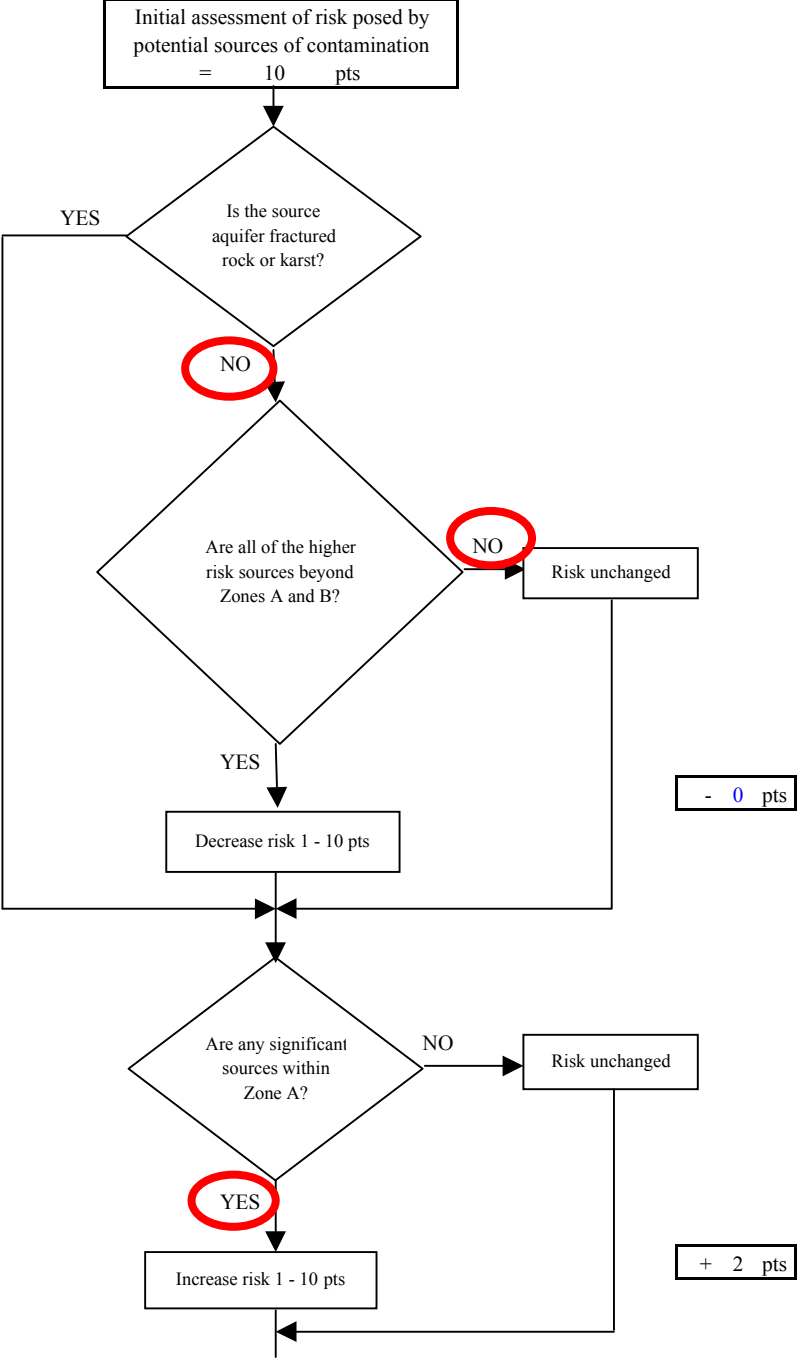 Initial assessment of risk posed by
potential sources of contamination
= 10 pts
YES
Is the source
aquifer fractured
rock or karst?
NO
Are all of the higher
risk sources beyond
Zones A and B?
NO
Risk unchanged
YES
- 0 pts
Decrease risk 1 - 10 pts
Are any significant
sources within
Zone A?
NO
Risk unchanged
YES
+ 2 pts
Increase risk 1 - 10 pts